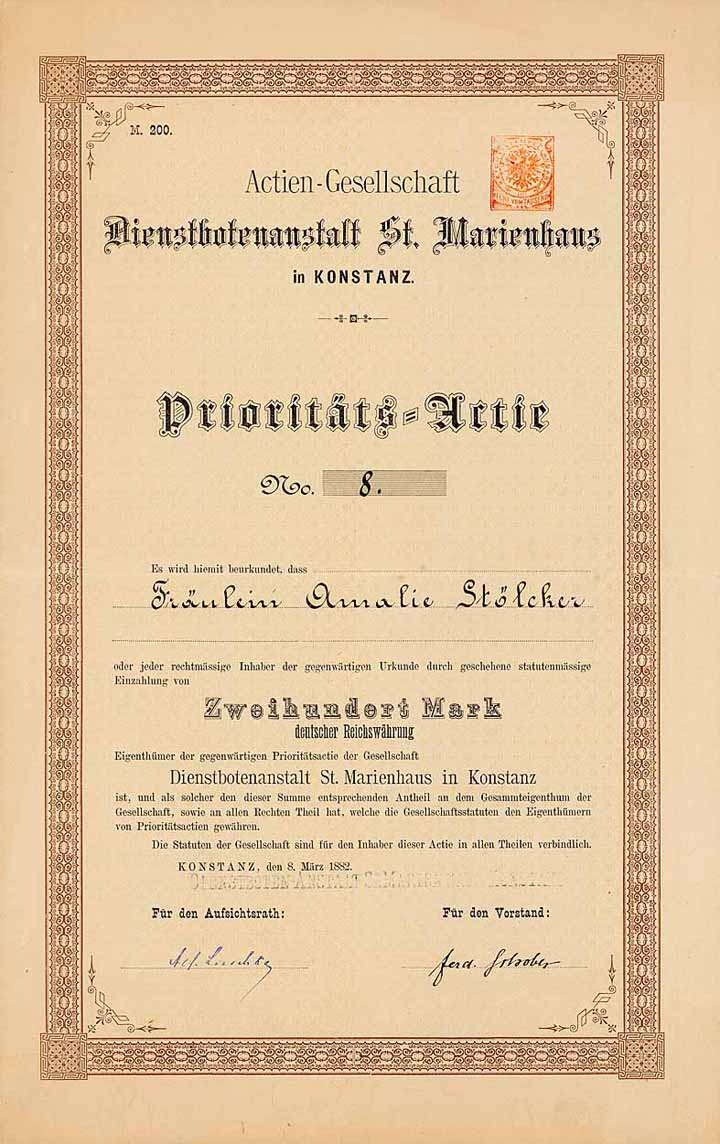 M. 200.
Actien-Gesellschaft
Dienstbotenanstalt St. Marienhaus
in KONSTANZ.
Prioritäts-Actie
No. 8.
Es wird hiemit beurkundet, dass
Fräulein Amalie Stölcker
oder jeder rechtmässige Inhaber der gegenwärtigen Urkunde durch geschehene statutenmässige
Einzahlung von
Zweihundert Mark
deutscher Reichswährung
Eigenthümer der gegenwärtigen Prioritätsactie der Gesellschaft
Dienstbotenanstalt St. Marienhaus in Konstanz
ist, und als solcher den dieser Summe entsprechenden Antheil an dem Gesammteigenthum der
Gesellschaft, sowie an allen Rechten Theil hat, welche die Gesellschaftsstatuten den Eigenthümern
von Prioritätsactien gewähren.
Die Statuten der Gesellschaft sind für den Inhaber dieser Actie in allen Theilen verbindlich.
KONSTANZ, den 8. März 1882.
Für den Aufsichtsrath: Für den Vorstand:
ferd.